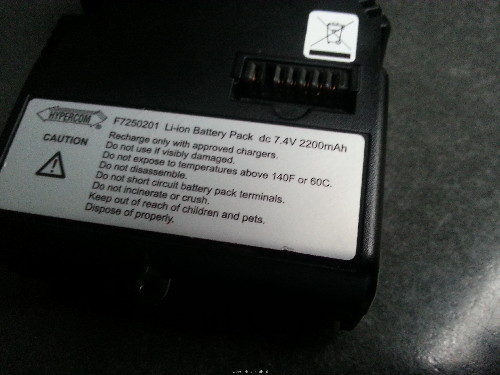 HYPERCOM
F7250201 Li-ion Battery Pack dc 7.4V 2200mAh
CAUTION
Recharge only with approved chargers.
Do not use if visibly damaged.
Do not expose to temperatures above 140F or 60C.
Do not disassemble.
Do not short circuit battery pack terminals.
Do not incinerate or crush.
Keep out of reach of children and pets.
Dispose of properly.